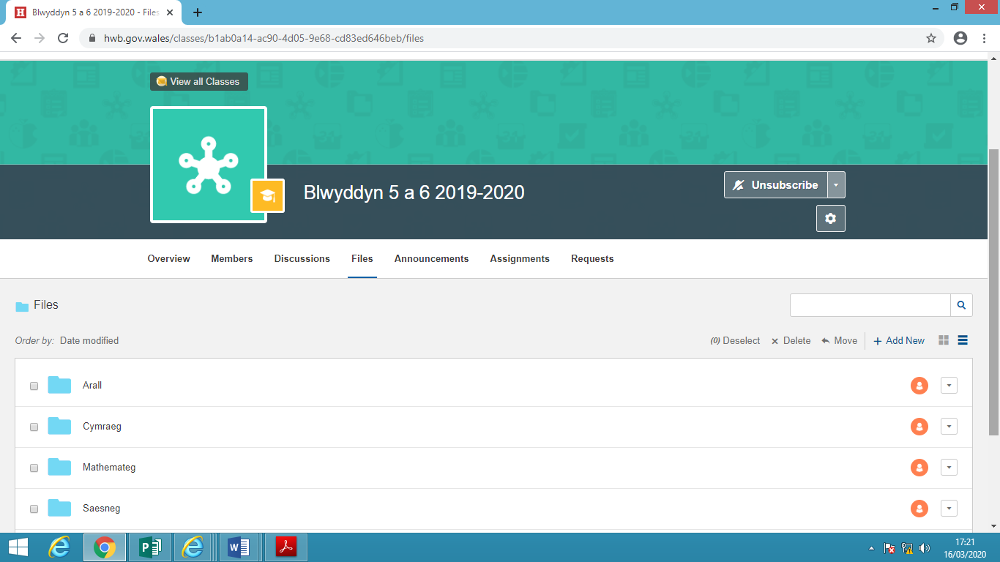 Blwyddyn 5 a 6 2019-2020 - Files
hwb.gov.wales/classes/b1ab0a14-ac90-4d05-9e68-cd83ed646beb/files
View all Classes
Blwyddyn 5 a 6 2019-2020
Unsubscribe
Overview Members Discussions Files Announcements Assignments Requests
Files
Order by: Date modified
(0) Deselect Delete Move Add New
Arall
Cymraeg
Mathemateg
Saesneg
17:21
16/03/2020